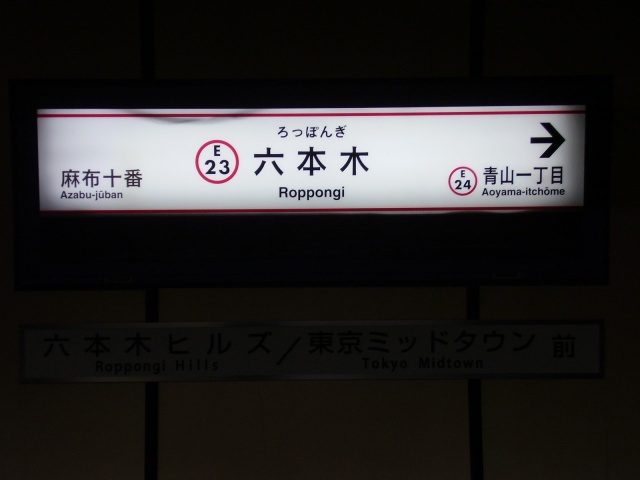 ろっぽんぎ
E 23 六本木
Roppongi
麻布十番
Azabu-jūban
E 24 青山一丁目
Aoyama-itchōme
六本木ヒルズ/東京ミッドタウン 前
Roppongi Hills Tokyo Midtown